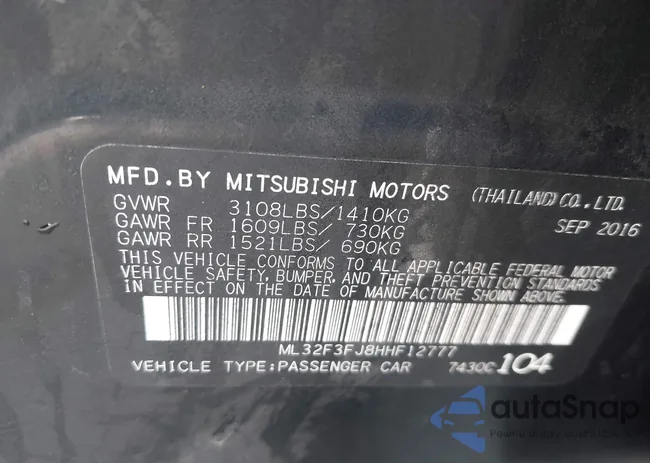 MFD.BY MITSUBISHI MOTORS (THAILAND) CO., LTD.
GVWR 3108LBS/1410KG SEP 2016
GAWR FR 1609LBS/ 730KG
GAWR RR 1521LBS/ 690KG
THIS VEHICLE CONFORMS TO ALL APPLICABLE FEDERAL MOTOR
VEHICLE SAFETY, BUMPER, AND THEFT PREVENTION STANDARDS
IN EFFECT ON THE DATE OF MANUFACTURE SHOWN ABOVE.
ML32F3FJ8HHF12777
VEHICLE TYPE:PASSENGER CAR 7430C 104
autoSnap